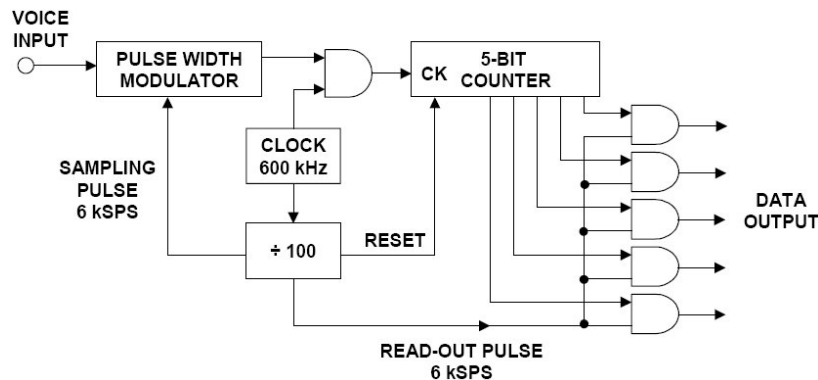 VOICE
INPUT
PULSE WIDTH
MODULATOR
CK
5-BIT
COUNTER
CLOCK
600 kHz
SAMPLING
PULSE
6 kSPS
÷ 100
RESET
DATA
OUTPUT
READ-OUT PULSE
6 kSPS